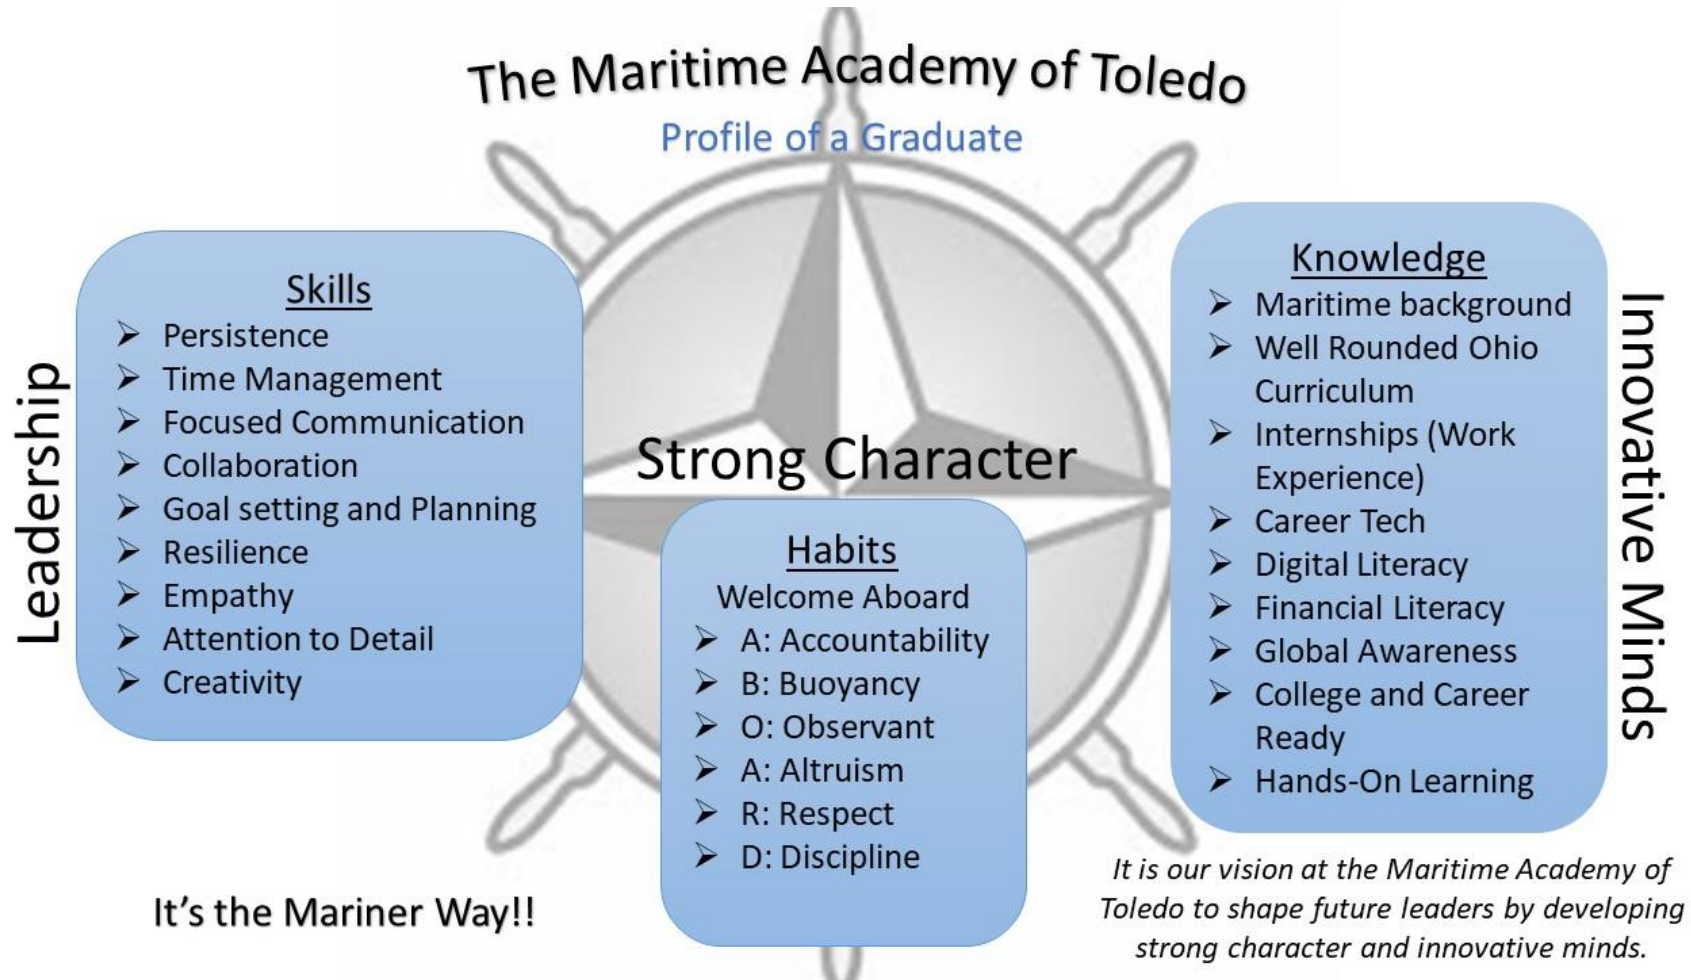 The Maritime Academy of Toledo
Profile of a Graduate
Leadership
Skills
➢ Persistence
➢ Time Management
➢ Focused Communication
➢ Collaboration
➢ Goal setting and Planning
➢ Resilience
➢ Empathy
➢ Attention to Detail
➢ Creativity
Strong Character
Habits
Welcome Aboard
➢ A: Accountability
➢ B: Buoyancy
➢ O: Observant
➢ A: Altruism
➢ R: Respect
➢ D: Discipline
Knowledge
➢ Maritime background
➢ Well Rounded Ohio
Curriculum
➢ Internships (Work
Experience)
➢ Career Tech
➢ Digital Literacy
➢ Financial Literacy
➢ Global Awareness
➢ College and Career
Ready
➢ Hands-On Learning
Innovative Minds
It's the Mariner Way!!
It is our vision at the Maritime Academy of
Toledo to shape future leaders by developing
strong character and innovative minds.